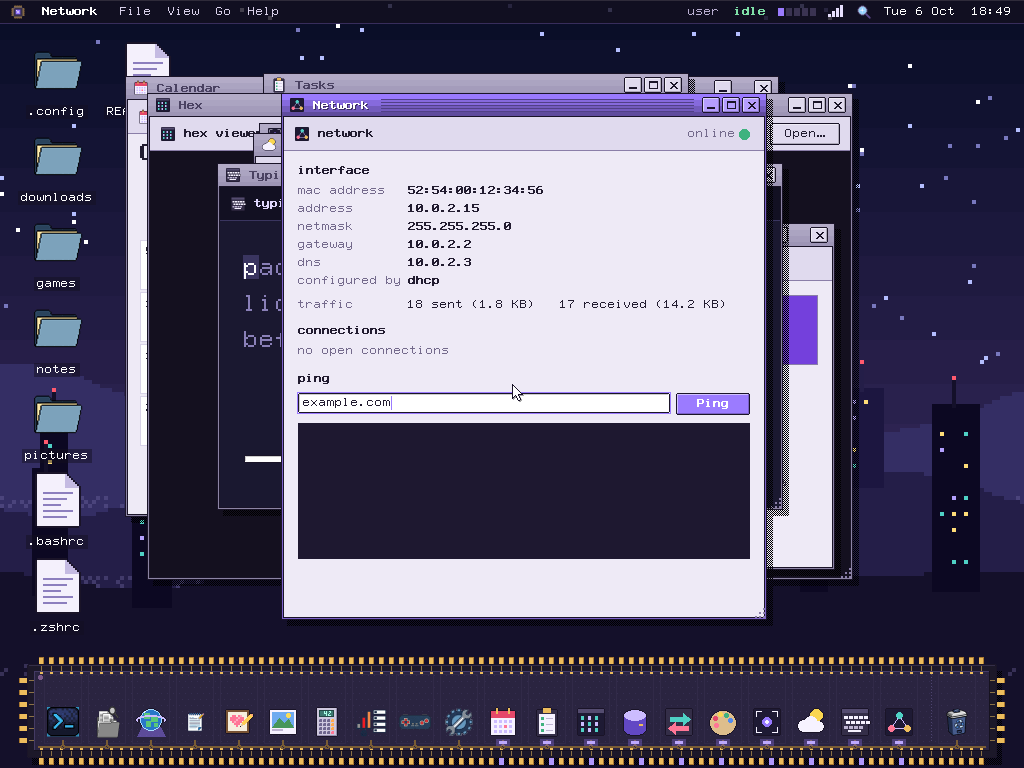 Network File View Go Help user idle Tue 6 Oct 18:49
.config
downloads
games
notes
pictures
.bashrc
.zshrc
Calendar
Tasks
Hex
hex viewer
Open…
Network
network online
interface
mac address 52:54:00:12:34:56
address 10.0.2.15
netmask 255.255.255.0
gateway 10.0.2.2
dns 10.0.2.3
configured by dhcp
traffic 18 sent (1.8 KB) 17 received (14.2 KB)
connections
no open connections
ping
example.com Ping
42